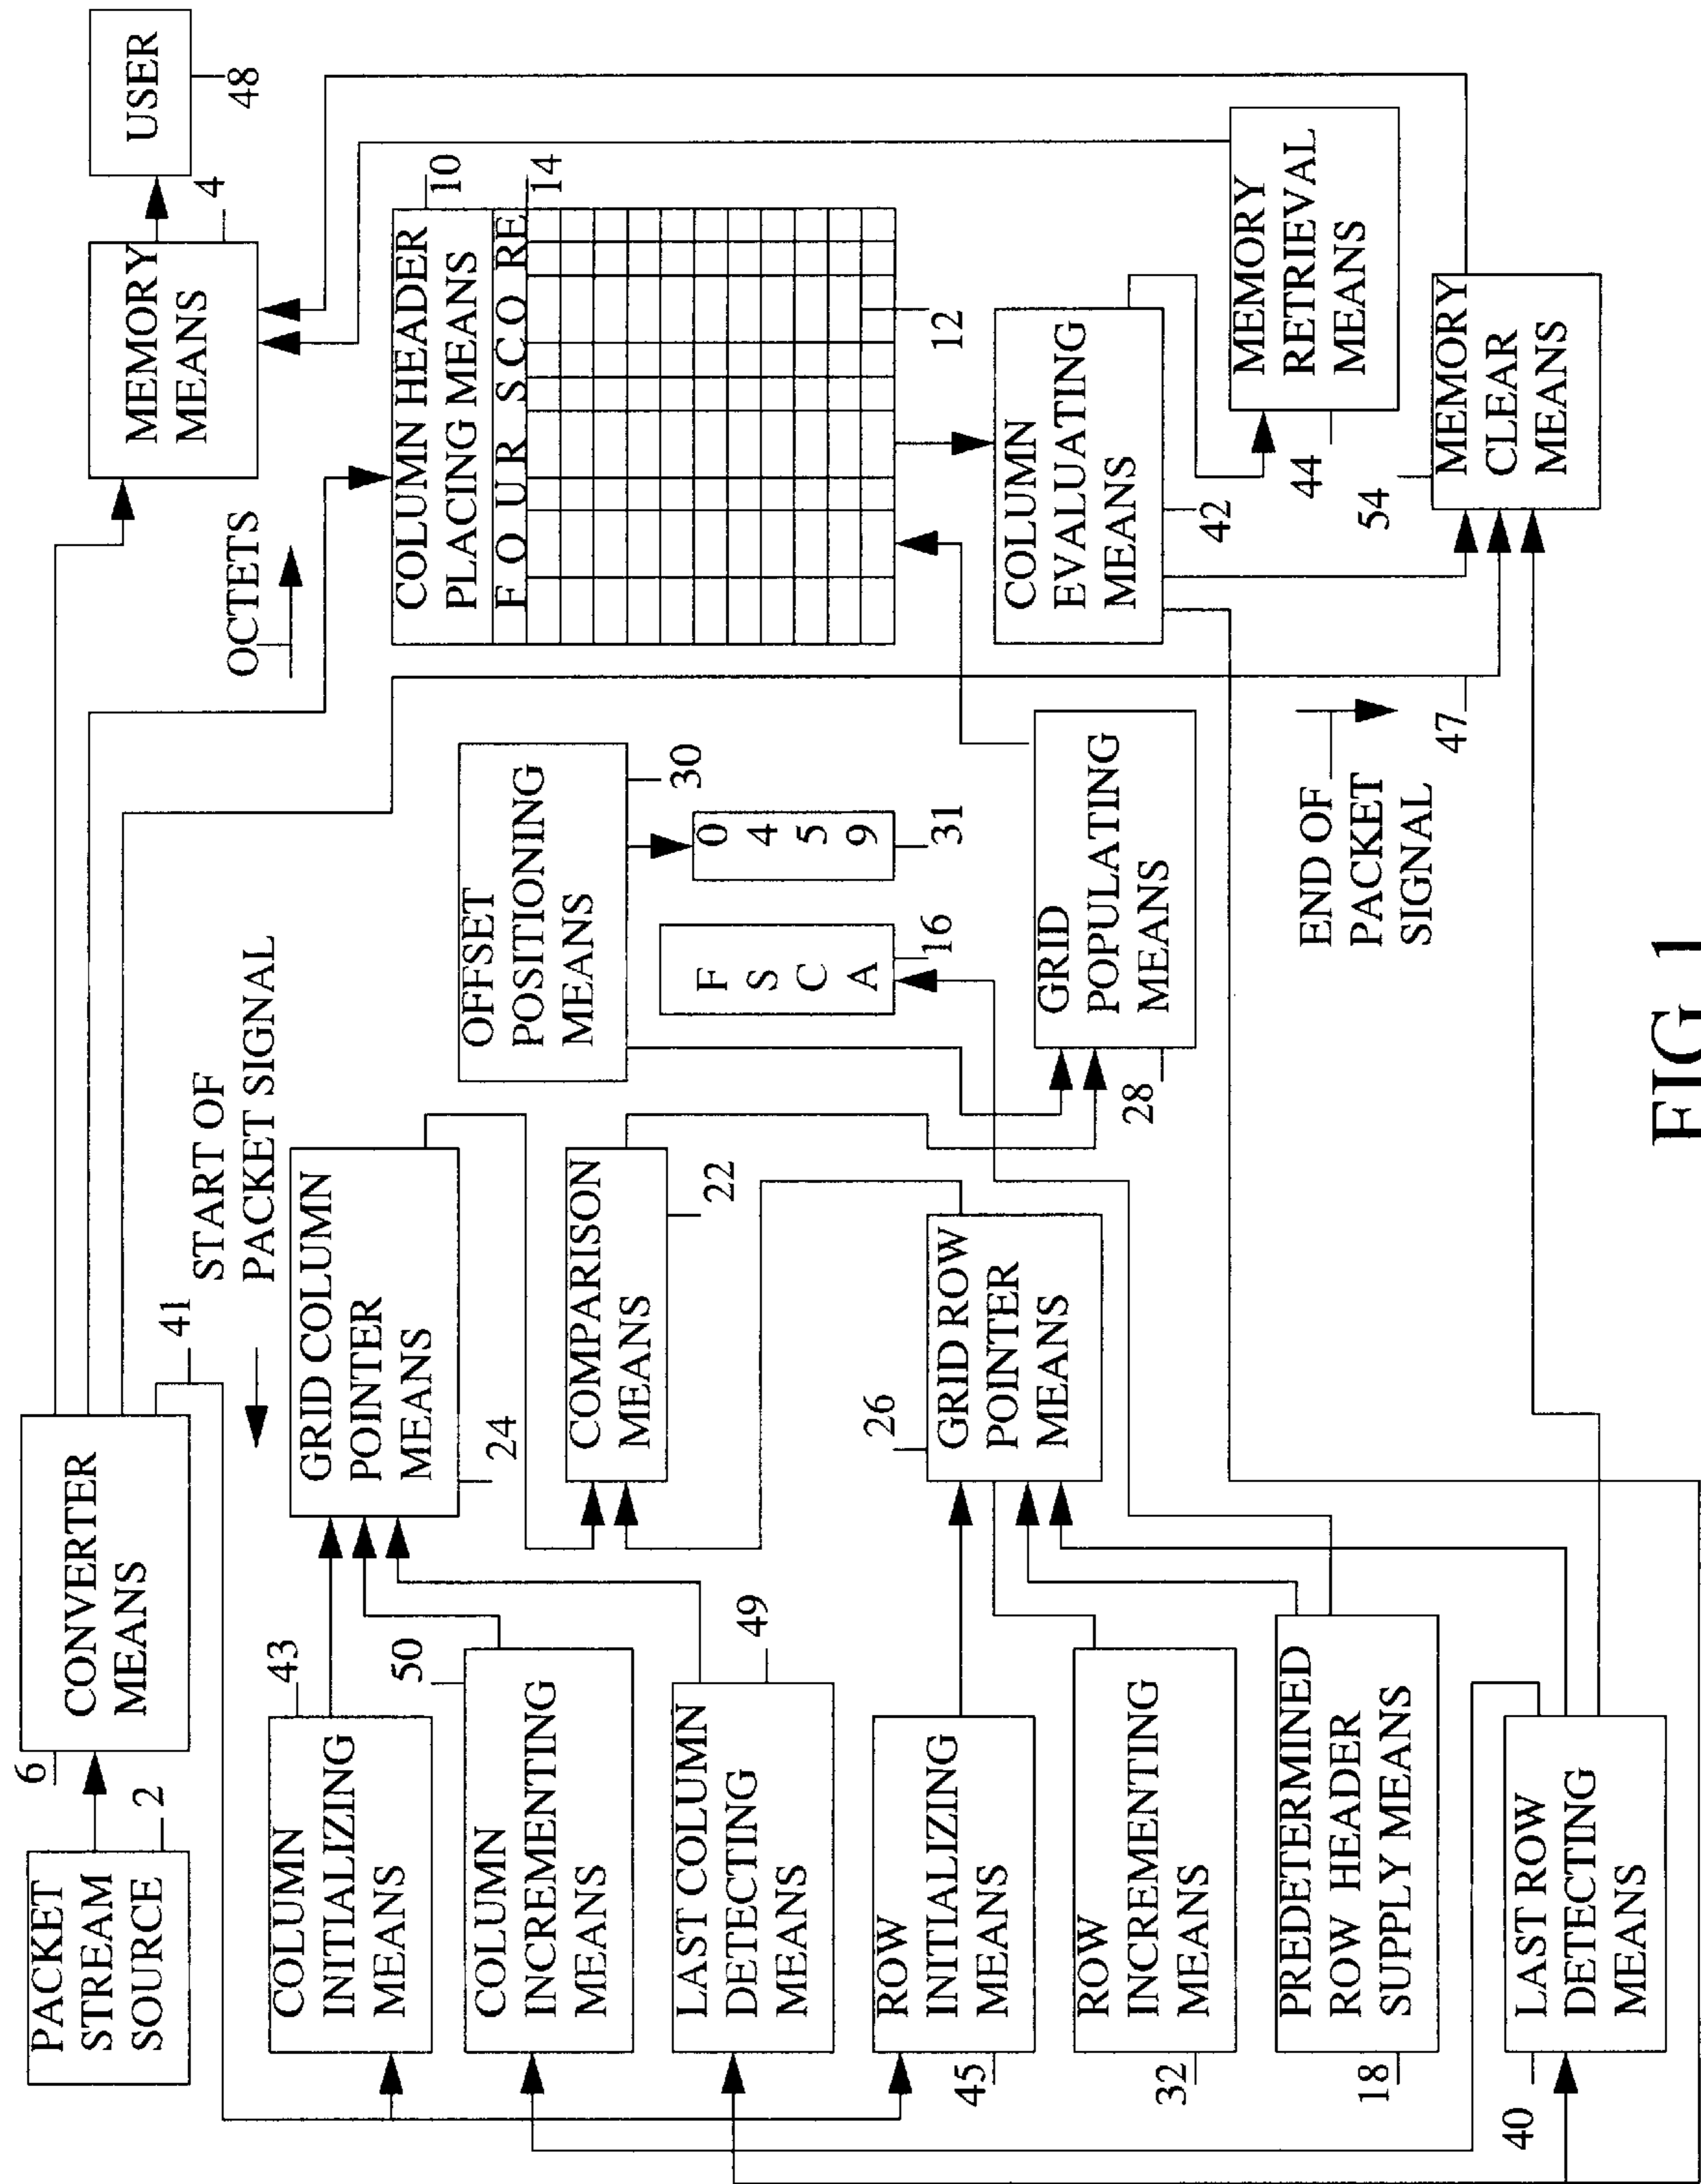 PACKET
STREAM
SOURCE
2
6
CONVERTER
MEANS
41
START OF
PACKET SIGNAL
OCTETS
MEMORY
MEANS
4
USER
48
COLUMN
INITIALIZING
MEANS
43
COLUMN
INCREMENTING
MEANS
50
LAST COLUMN
DETECTING
MEANS
49
ROW
INITIALIZING
MEANS
45
ROW
INCREMENTING
MEANS
32
PREDETERMINED
ROW HEADER
SUPPLY MEANS
18
LAST ROW
DETECTING
MEANS
40
GRID COLUMN
POINTER
MEANS
24
COMPARISON
MEANS
22
26
GRID ROW
POINTER
MEANS
OFFSET
POSITIONING
MEANS
30
0
4
5
9
31
F
S
C
A
16
GRID
POPULATING
MEANS
28
COLUMN HEADER
PLACING MEANS
10
FOUR SCORE
14
12
COLUMN
EVALUATING
MEANS
42
MEMORY
RETRIEVAL
MEANS
44
54
MEMORY
CLEAR
MEANS
47
END OF
PACKET
SIGNAL
FIG 1